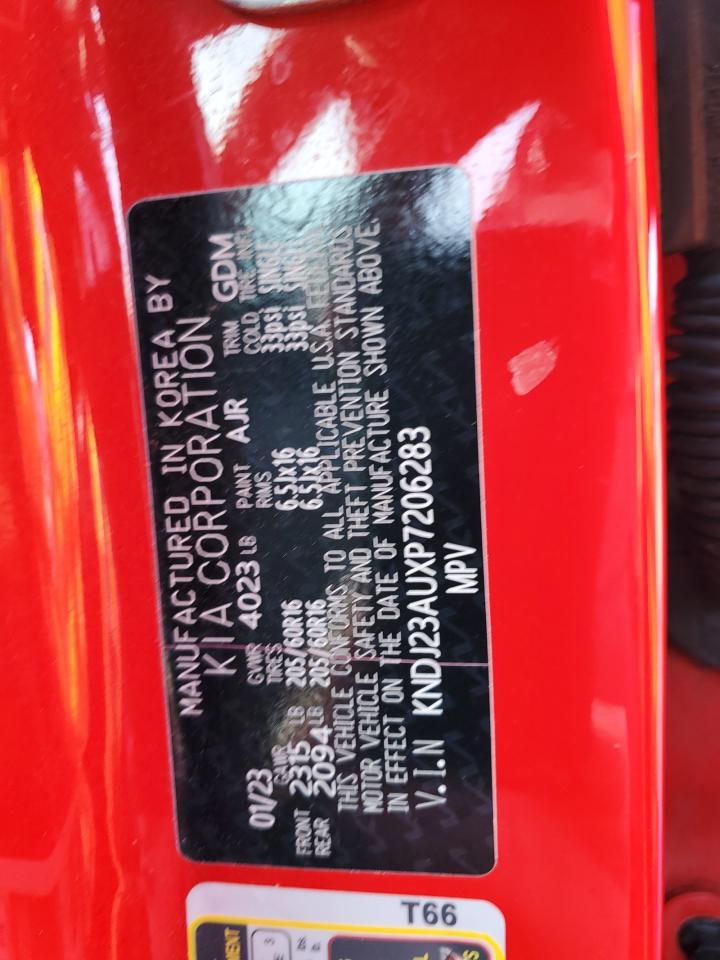 MANUFACTURED IN KOREA BY
KIA CORPORATION
01/23 GVWR 4023 LB PAINT AJR TRIM GDM
GAWR TIRES RIMS COLD TIRE INF.
FRONT 2315 LB 205/60R16 6.5Jx16 33psi SINGLE
REAR 2094 LB 205/60R16 6.5Jx16 33psi SINGLE
THIS VEHICLE CONFORMS TO ALL APPLICABLE U.S.A. FEDERAL
MOTOR VEHICLE SAFETY AND THEFT PREVENTION STANDARDS
IN EFFECT ON THE DATE OF MANUFACTURE SHOWN ABOVE.
V.I.N KNDJ23AUXP7206283
MPV
T66